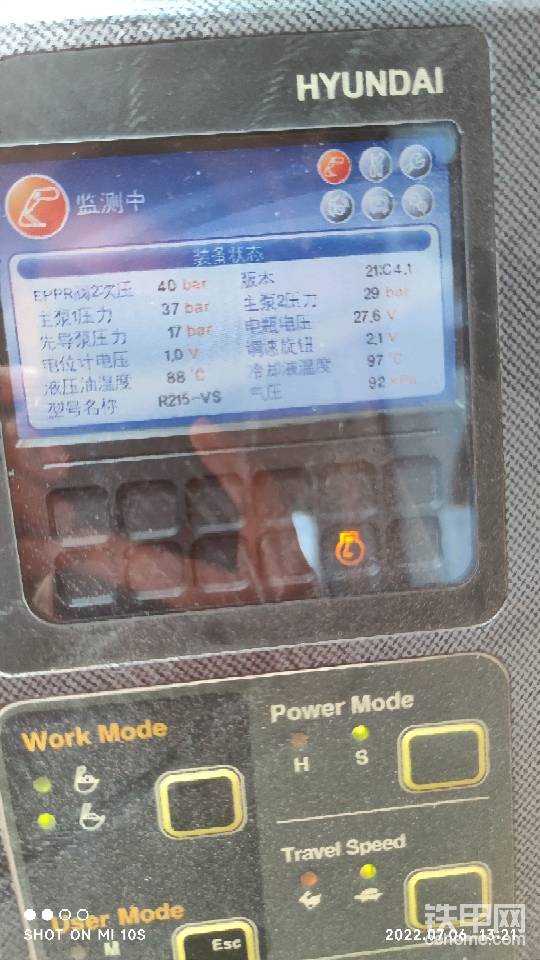 HYUNDAI
监测中
装备状态
EPPR阀2次压 40 bar 版本 21.C4.1
主泵1压力 37 bar 主泵2压力 29 bar
先导泵压力 17 bar 电瓶电压 27.6 V
电位计电压 1.0 V 调速旋钮 2.1 V
液压油温度 88 °C 冷却液温度 97 °C
型号名称 R215-VS 气压 92 kPa
Power Mode
Work Mode
H S
Travel Speed
User Mode
M Esc
SHOT ON MI 10S
2022.07.06 13:21
铁甲网
cehome.com